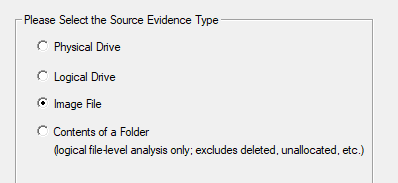 Please Select the Source Evidence Type
Physical Drive
Logical Drive
Image File
Contents of a Folder
(logical file-level analysis only; excludes deleted, unallocated, etc.)